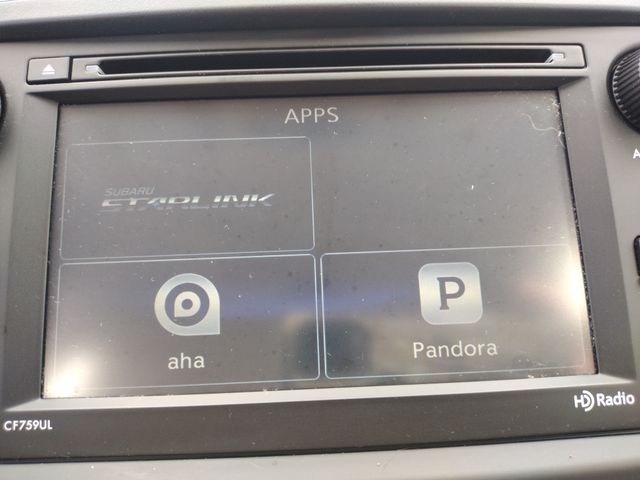 APPS
SUBARU
STARLINK
P
aha
Pandora
CF759UL
HD Radio
A